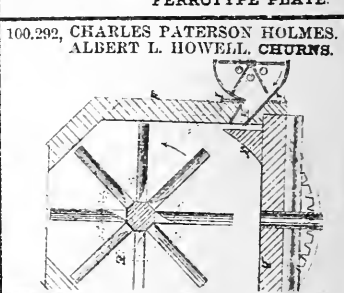 FERROTYPE PLATE.
100,292, CHARLES PATERSON HOLMES.
ALBERT L. HOWELL. CHURNS.